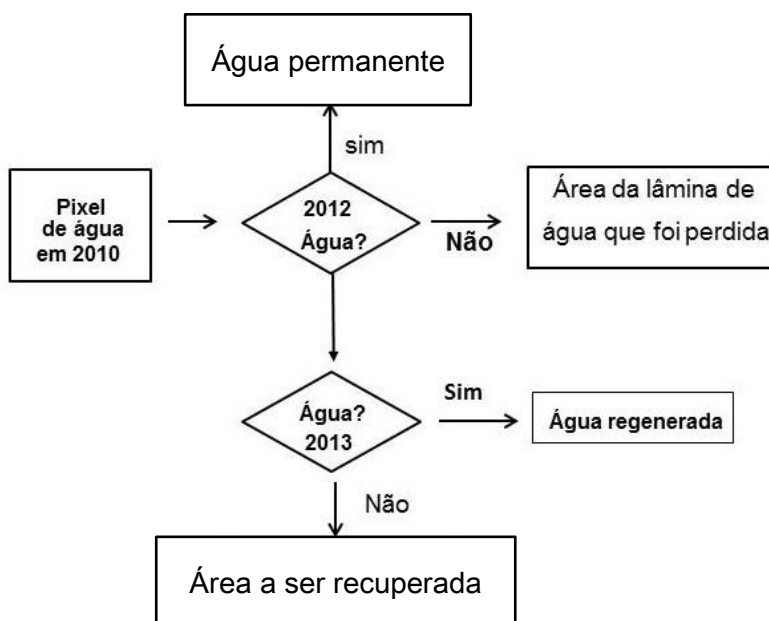 Água permanente
sim
Pixel
de água
em 2010
2012
Água?
Não
Área da lâmina de
água que foi perdida
Água?
2013
Sim
Água regenerada
Não
Área a ser recuperada